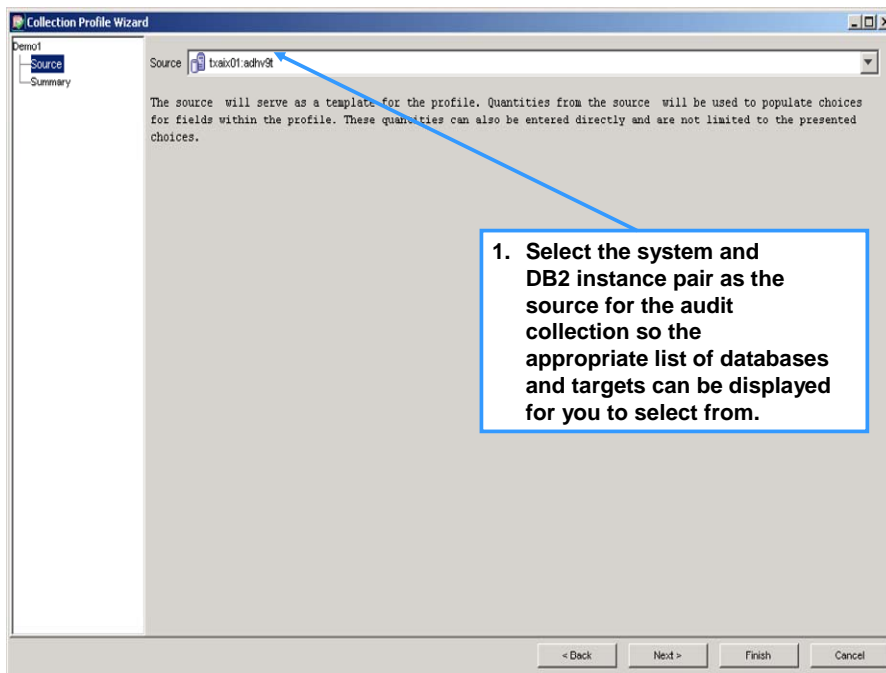 Collection Profile Wizard
Demo1
Source
Summary
Source txaix01:adhv9t
The source will serve as a template for the profile. Quantities from the source will be used to populate choices
for fields within the profile. These quantities can also be entered directly and are not limited to the presented
choices.
1. Select the system and
DB2 instance pair as the
source for the audit
collection so the
appropriate list of databases
and targets can be displayed
for you to select from.
< Back Next > Finish Cancel